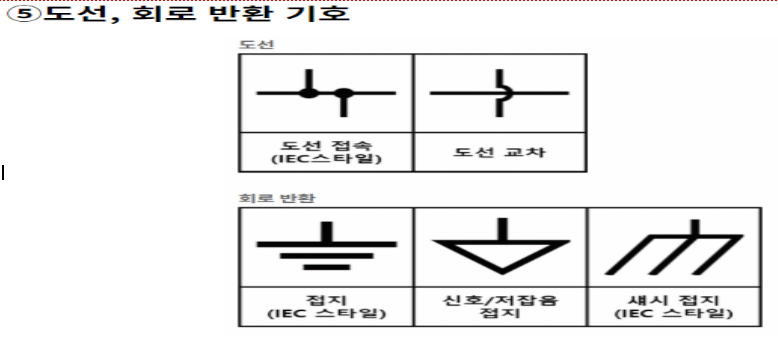 ⑤도선, 회로 반환 기호
도선
도선 접속
(IEC스타일)
도선 교차
회로 반환
접지
(IEC 스타일)
신호/저잡음
접지
섀시 접지
(IEC 스타일)